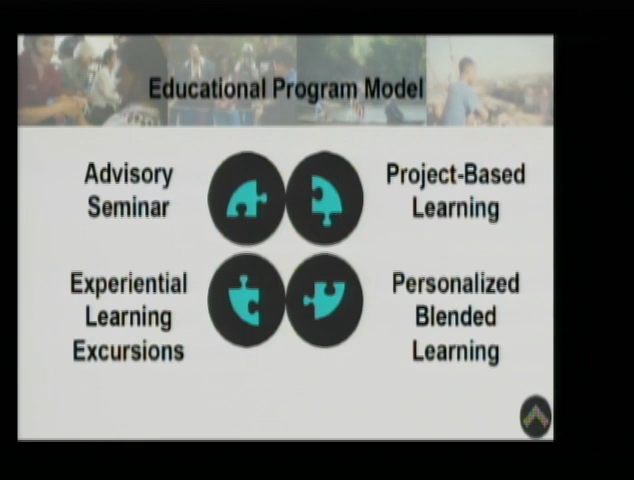 Educational Program Model
Advisory
Seminar
Project-Based
Learning
Experiential
Learning
Excursions
Personalized
Blended
Learning